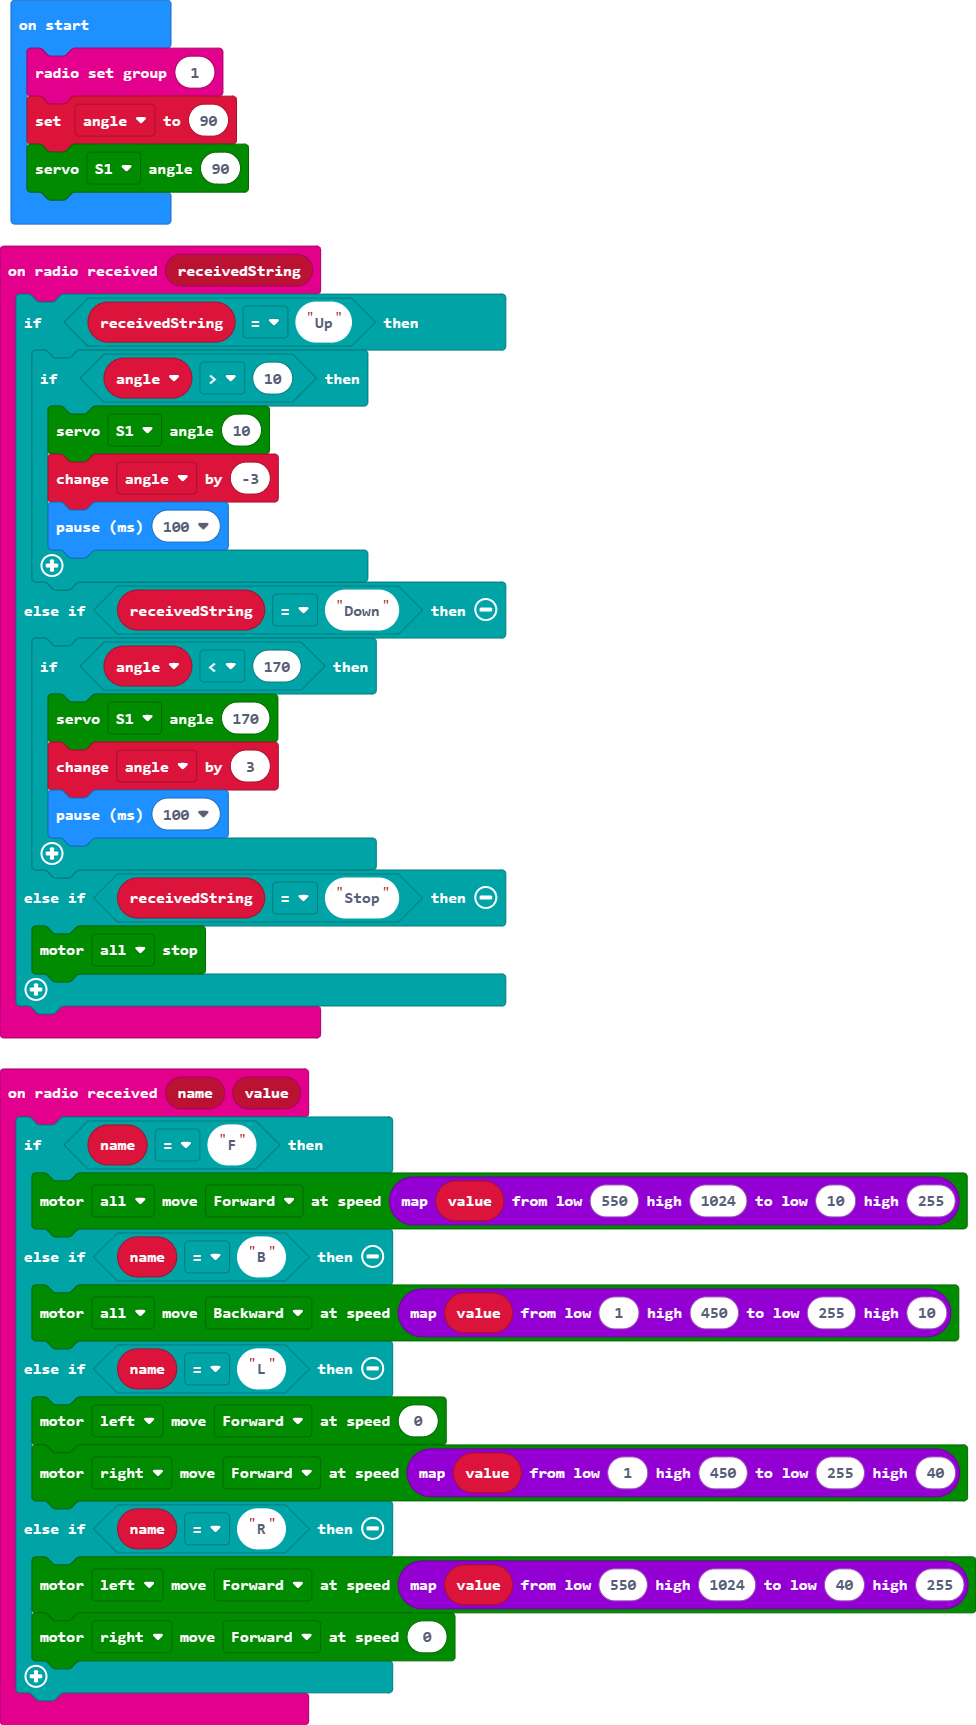 on start
radio set group 1
set angle to 90
servo S1 angle 90
on radio received receivedString
if receivedString = "Up" then
if angle > 10 then
servo S1 angle 10
change angle by -3
pause (ms) 100
else if receivedString = "Down" then
if angle < 170 then
servo S1 angle 170
change angle by 3
pause (ms) 100
else if receivedString = "Stop" then
motor all stop
on radio received name value
if name = "F" then
motor all move Forward at speed map value from low 550 high 1024 to low 10 high 255
else if name = "B" then
motor all move Backward at speed map value from low 1 high 450 to low 255 high 10
else if name = "L" then
motor left move Forward at speed 0
motor right move Forward at speed map value from low 1 high 450 to low 255 high 40
else if name = "R" then
motor left move Forward at speed map value from low 550 high 1024 to low 40 high 255
motor right move Forward at speed 0